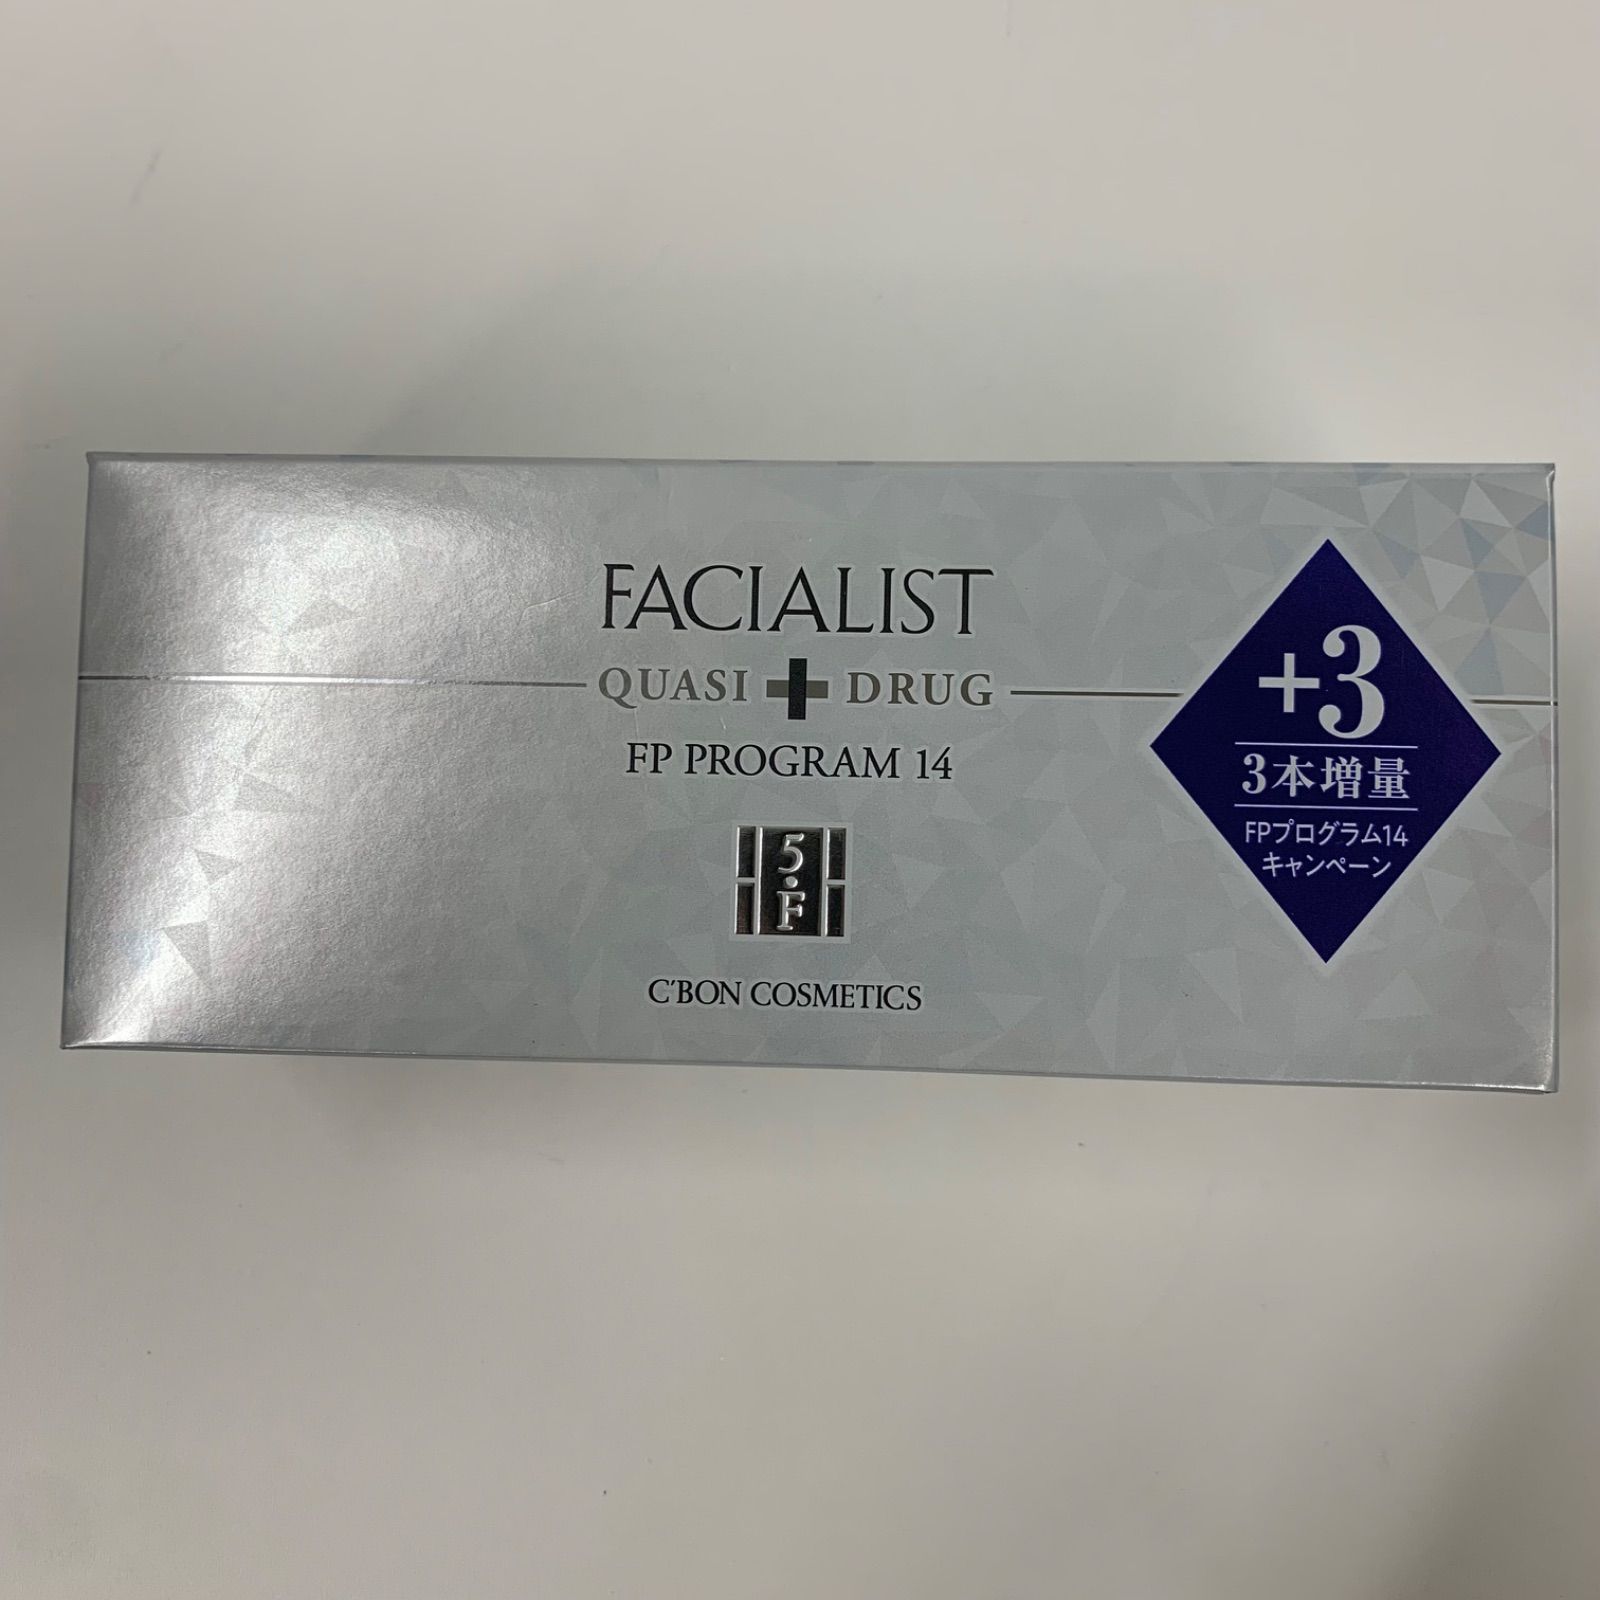 FACIALIST
QUASI DRUG
FP PROGRAM 14
5.F
C'BON COSMETICS
+3
3本増量
FPプログラム14
キャンペーン